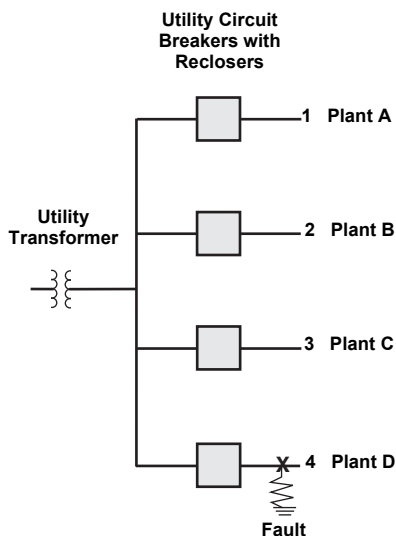 Utility Circuit
Breakers with
Reclosers
1 Plant A
Utility
Transformer
2 Plant B
3 Plant C
X
4 Plant D
Fault